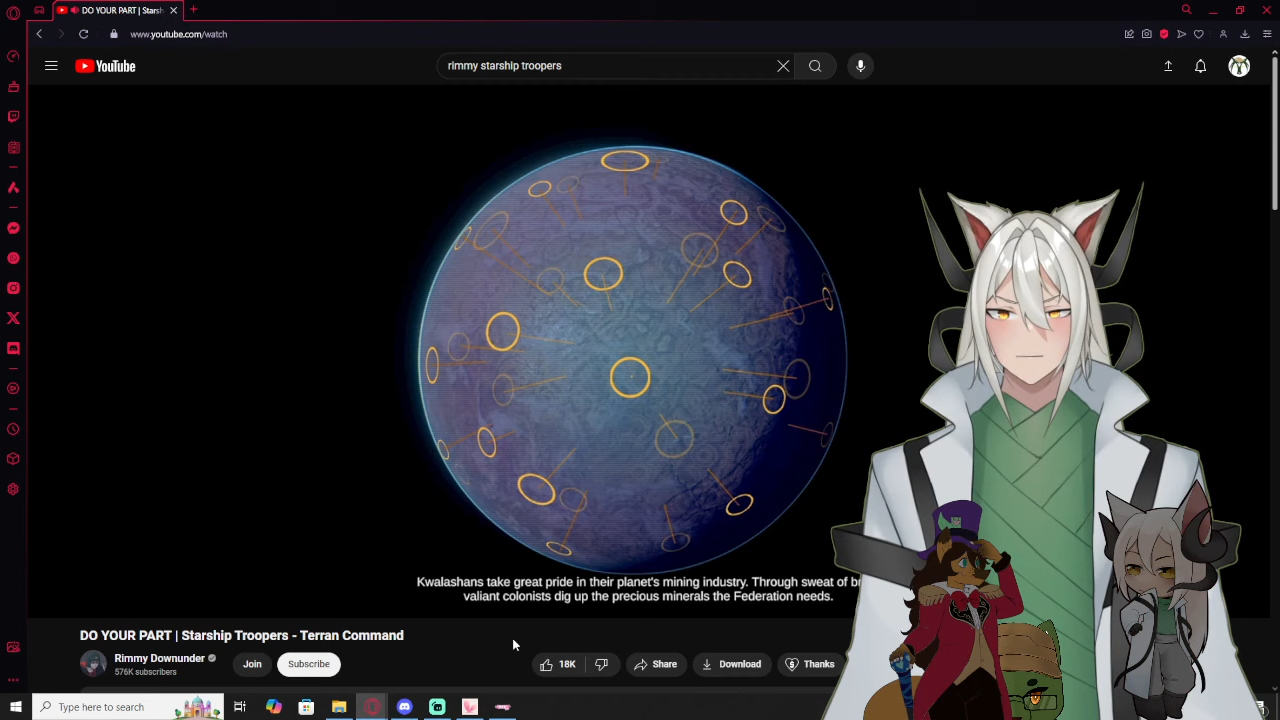 DO YOUR PART | Starsh
www.youtube.com/watch
YouTube
rimmy starship troopers
Kwalashans take great pride in their planet's mining industry. Through sweat of
valiant colonists dig up the precious minerals the Federation needs.
DO YOUR PART | Starship Troopers - Terran Command
Rimmy Downunder
576K subscribers
Join
Subscribe
18K
Share
Download
Thanks
Type here to search